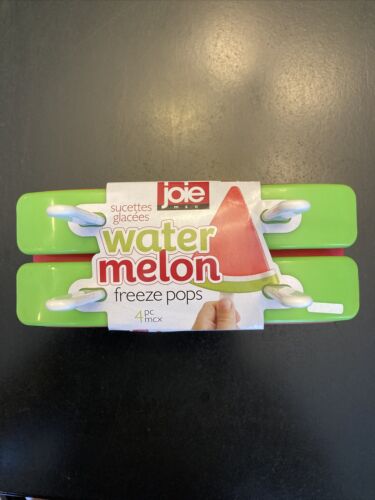 joie
msc
sucettes
glacées
water
melon
freeze pops
4 pc
mcx